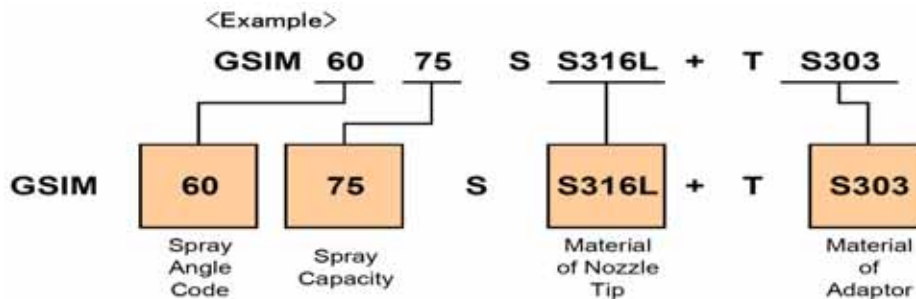 <Example>
GSIM 60 75 S S316L + T S303
GSIM 60 75 S S316L + T S303
Spray Angle Code
Spray Capacity
Material of Nozzle Tip
Material of Adaptor